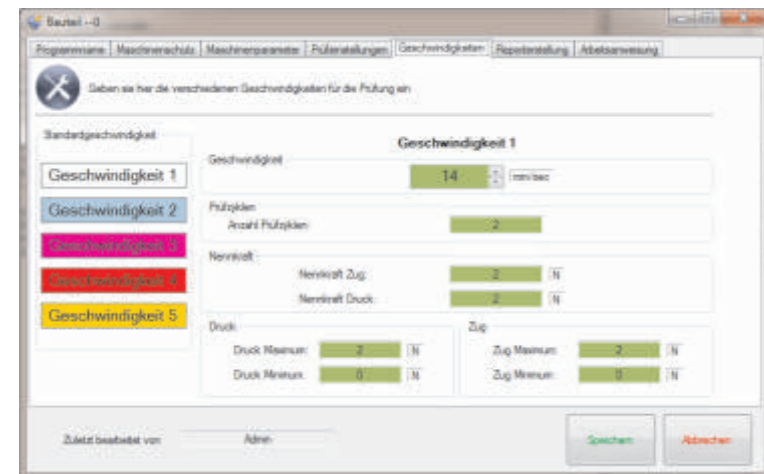 Bauteil --0
Programmname Maschinenschutz Maschinenparameter Prüfeinstellungen Geschwindigkeiten Reporterstellung Arbeitsanweisung
Geben sie hier die verschiedenen Geschwindigkeiten für die Prüfung ein
Standardgeschwindigkeit
Geschwindigkeit 1
Geschwindigkeit 2
Geschwindigkeit 3
Geschwindigkeit 4
Geschwindigkeit 5
Geschwindigkeit 1
Geschwindigkeit
14 mm/sec
Prüfzyklen
Anzahl Prüfzyklen: 2
Nennkraft
Nennkraft Zug: 2 N
Nennkraft Druck: 2 N
Druck
Druck Maximum: 2 N
Druck Minimum: 0 N
Zug
Zug Maximum: 2 N
Zug Minimum: 0 N
Zuletzt bearbeitet von: Admin
Speichern Abbrechen